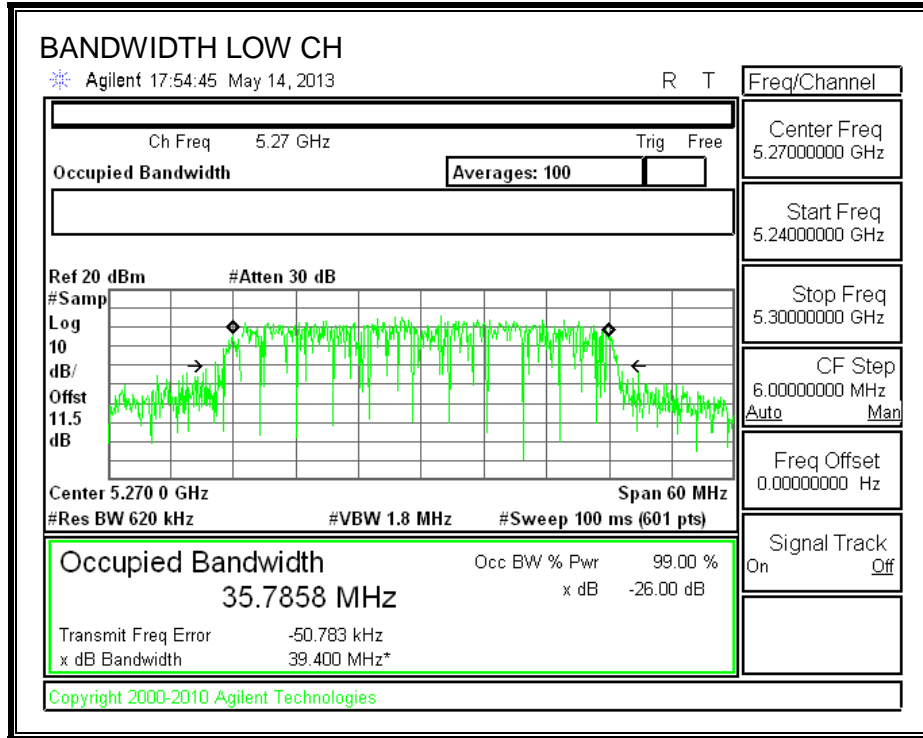 BANDWIDTH LOW CH
Agilent 17:54:45 May 14, 2013 R T
Freq/Channel
Ch Freq 5.27 GHz Trig Free
Occupied Bandwidth Averages: 100
Center Freq
5.27000000 GHz
Start Freq
5.24000000 GHz
Stop Freq
5.30000000 GHz
CF Step
6.00000000 MHz
Auto Man
Freq Offset
0.00000000 Hz
Signal Track
On Off
Ref 20 dBm #Atten 30 dB
#Samp
Log
10
dB/
Offst
11.5
dB
Center 5.270 0 GHz Span 60 MHz
#Res BW 620 kHz #VBW 1.8 MHz #Sweep 100 ms (601 pts)
Occupied Bandwidth Occ BW % Pwr 99.00 %
35.7858 MHz x dB -26.00 dB
Transmit Freq Error -50.783 kHz
x dB Bandwidth 39.400 MHz*
Copyright 2000-2010 Agilent Technologies